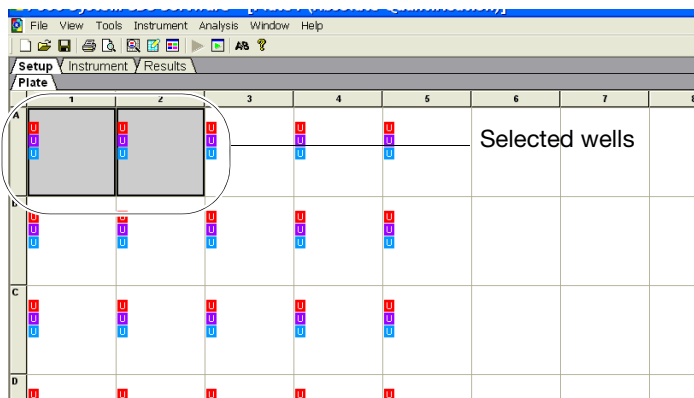 File View Tools Instrument Analysis Window Help
Setup Instrument Results
Plate
1 2 3 4 5 6 7 8
A
U U U U U
U U U U U
U U U U U
Selected wells
U U U U U
U U U U U
U U U U U
C
U U U U U
U U U U U
U U U U U
D
U U U U U